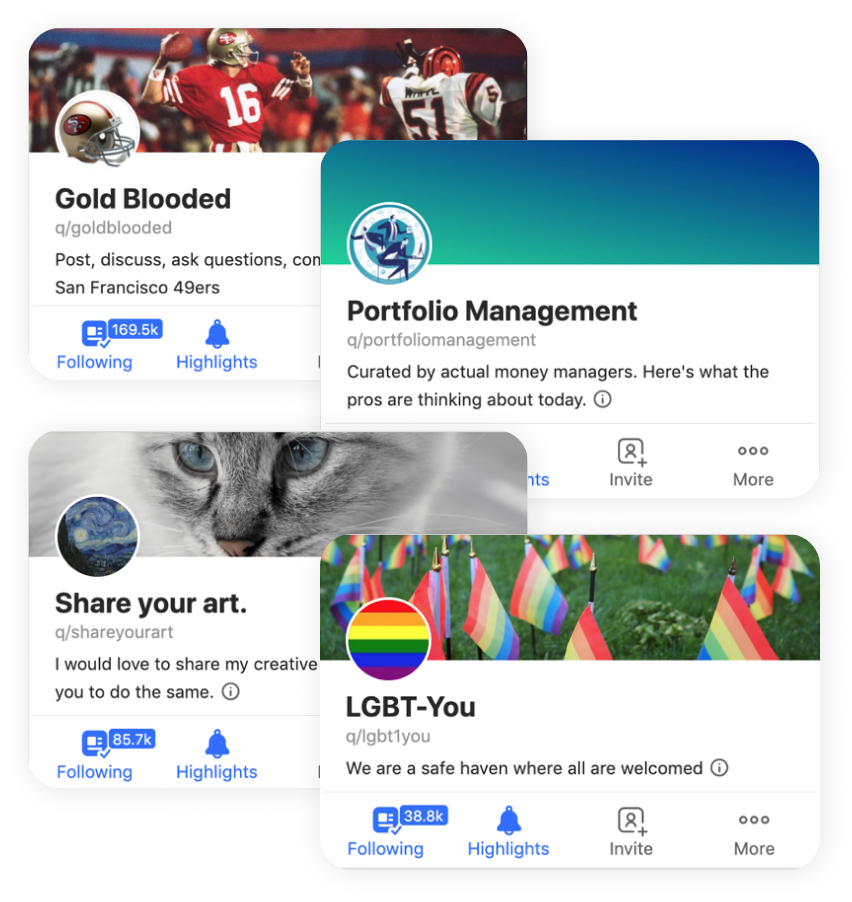 16
WHITE
51
5
Gold Blooded
q/goldblooded
Post, discuss, ask questions, con
San Francisco 49ers
169.5k
Following
Highlights
Portfolio Management
q/portfoliomanagement
Curated by actual money managers. Here's what the
pros are thinking about today.
nts
Invite
More
Share your art.
q/shareyourart
I would love to share my creative
you to do the same.
85.7k
Following
Highlights
LGBT-You
q/lgbt1you
We are a safe haven where all are welcomed
38.8k
Following
Highlights
Invite
More